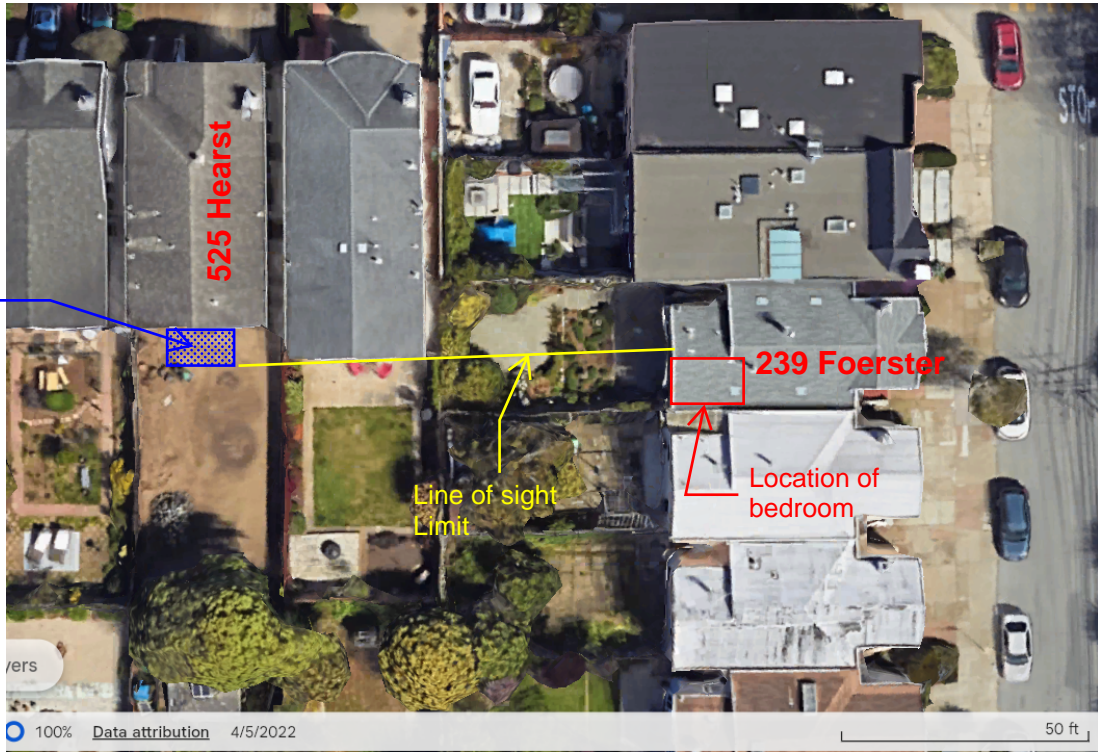 525 Hearst
STOP
239 Foerster
Line of sight
Limit
Location of
bedroom
yers
100% Data attribution 4/5/2022
50 ft